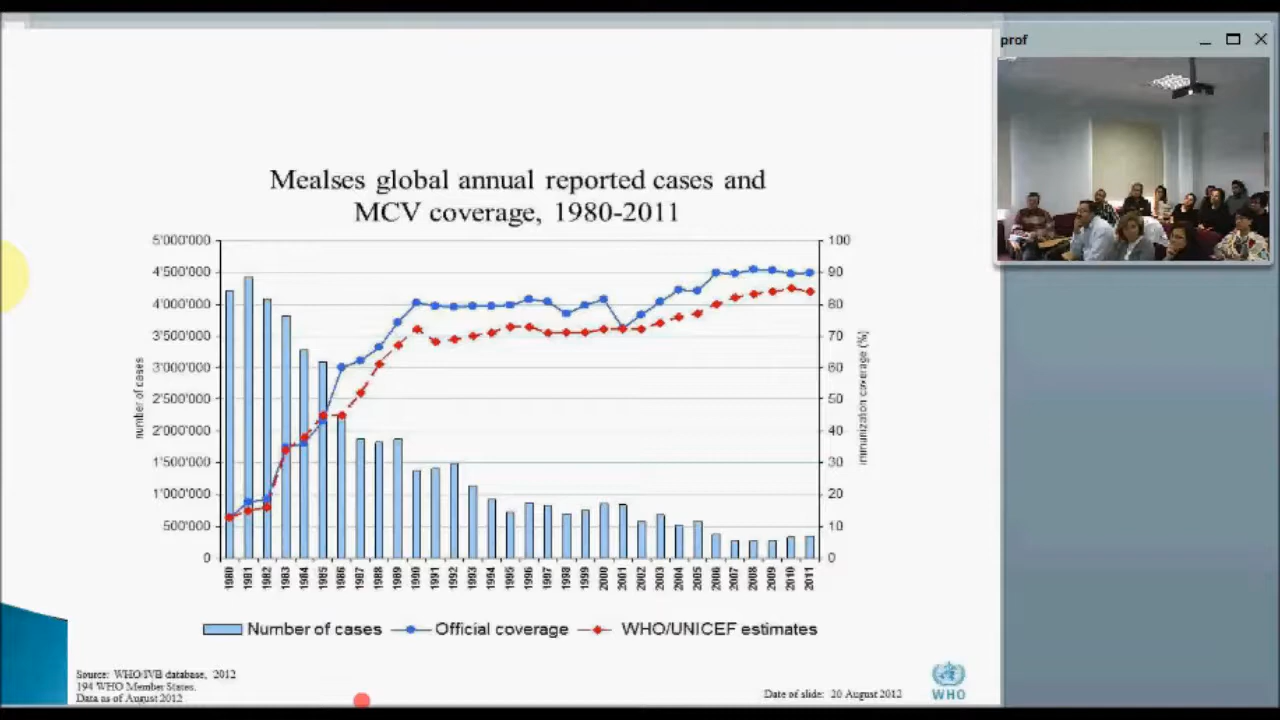 prof
Mealses global annual reported cases and
MCV coverage, 1980-2011
5'000'000
4'500'000
4'000'000
3'500'000
3'000'000
2'500'000
2'000'000
1'500'000
1'000'000
500'000
0
number of cases
100
90
80
70
60
50
40
30
20
10
0
immunization coverage (%)
1980 1981 1982 1983 1984 1985 1986 1987 1988 1989 1990 1991 1992 1993 1994 1995 1996 1997 1998 1999 2000 2001 2002 2003 2004 2005 2006 2007 2008 2009 2010 2011
Number of cases Official coverage WHO/UNICEF estimates
Source: WHO/IVB database, 2012
194 WHO Member States.
Data as of August 2012
Date of slide: 20 August 2012
WHO